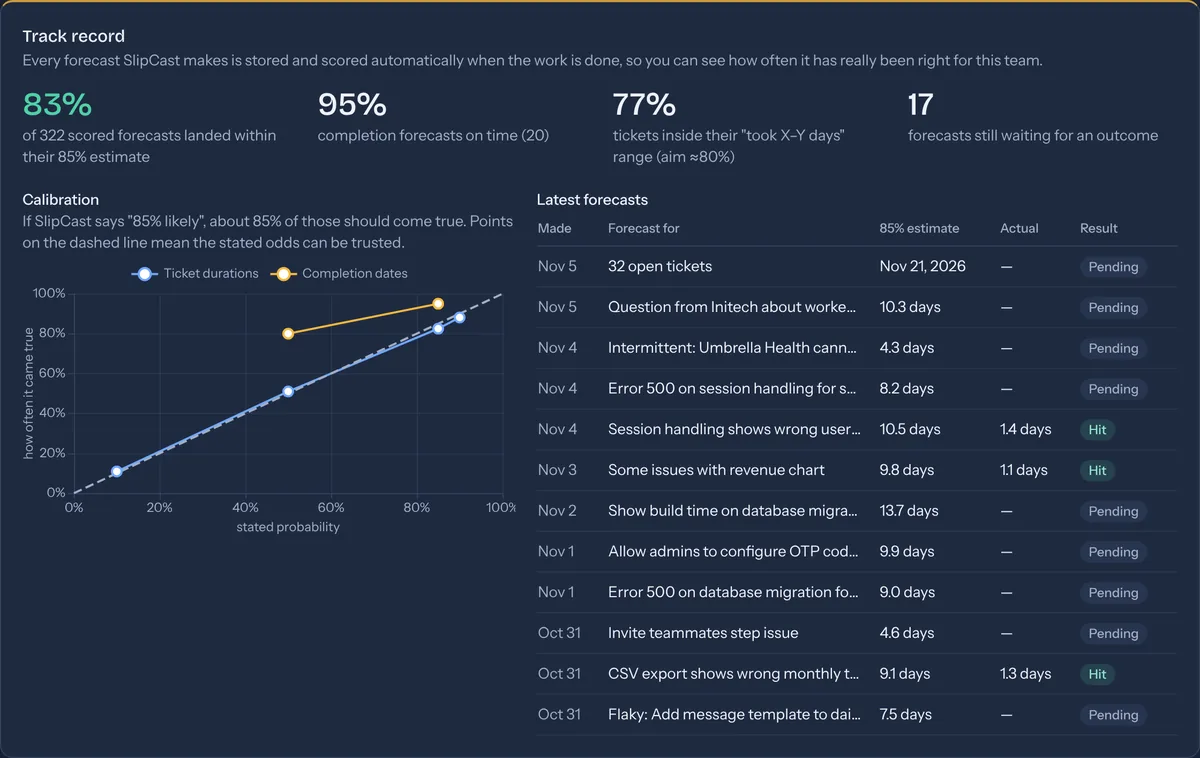 Track record
Every forecast SlipCast makes is stored and scored automatically when the work is done, so you can see how often it has really been right for this team.
83%
of 322 scored forecasts landed within
their 85% estimate
95%
completion forecasts on time (20)
77%
tickets inside their "took X–Y days"
range (aim ≈80%)
17
forecasts still waiting for an outcome
Calibration
If SlipCast says "85% likely", about 85% of those should come true. Points
on the dashed line mean the stated odds can be trusted.
Ticket durations
Completion dates
how often it came true
100%
80%
60%
40%
20%
0%
0%
20%
40%
60%
80%
100%
stated probability
Latest forecasts
Made Forecast for 85% estimate Actual Result
Nov 5 32 open tickets Nov 21, 2026 — Pending
Nov 5 Question from Initech about worke... 10.3 days — Pending
Nov 4 Intermittent: Umbrella Health cann... 4.3 days — Pending
Nov 4 Error 500 on session handling for s... 8.2 days — Pending
Nov 4 Session handling shows wrong user... 10.5 days 1.4 days Hit
Nov 3 Some issues with revenue chart 9.8 days 1.1 days Hit
Nov 2 Show build time on database migra... 13.7 days — Pending
Nov 1 Allow admins to configure OTP cod... 9.9 days — Pending
Nov 1 Error 500 on database migration fo... 9.0 days — Pending
Oct 31 Invite teammates step issue 4.6 days — Pending
Oct 31 CSV export shows wrong monthly t... 9.1 days 1.3 days Hit
Oct 31 Flaky: Add message template to dai... 7.5 days — Pending